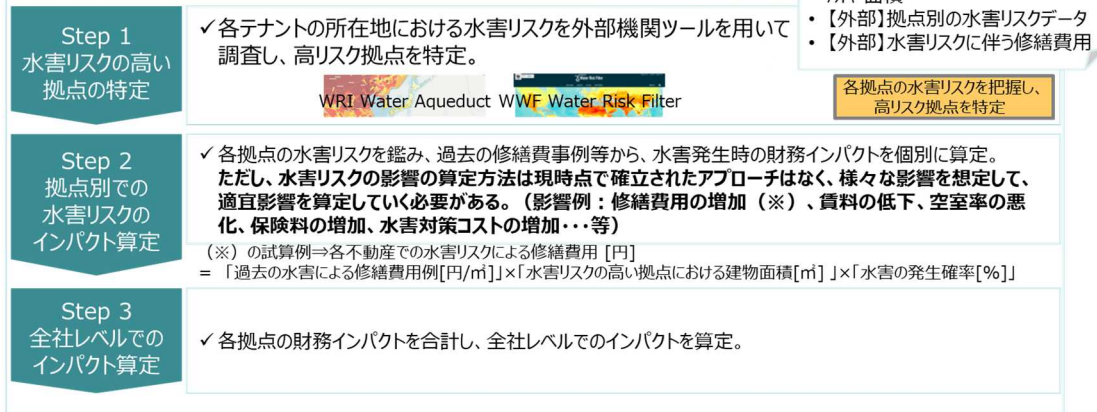 ・【外部】拠点別の水害リスクデータ
・【外部】水害リスクに伴う修繕費用
Step 1
水害リスクの高い
拠点の特定
✓各テナントの所在地における水害リスクを外部機関ツールを用いて
調査し、高リスク拠点を特定。
WRI Water Aqueduct WWF Water Risk Filter
各拠点の水害リスクを把握し、
高リスク拠点を特定
Step 2
拠点別での
水害リスクの
インパクト算定
✓各拠点の水害リスクを鑑み、過去の修繕費事例等から、水害発生時の財務インパクトを個別に算定。
ただし、水害リスクの影響の算定方法は現時点で確立されたアプローチはなく、様々な影響を想定して、
適宜影響を算定していく必要がある。（影響例：修繕費用の増加（※）、賃料の低下、空室率の悪
化、保険料の増加、水害対策コストの増加・・・等）
（※）の試算例⇒各不動産での水害リスクによる修繕費用 [円]
= 「過去の水害による修繕費用例[円/㎡]」×「水害リスクの高い拠点における建物面積[㎡] 」×「水害の発生確率[%]」
Step 3
全社レベルでの
インパクト算定
✓各拠点の財務インパクトを合計し、全社レベルでのインパクトを算定。